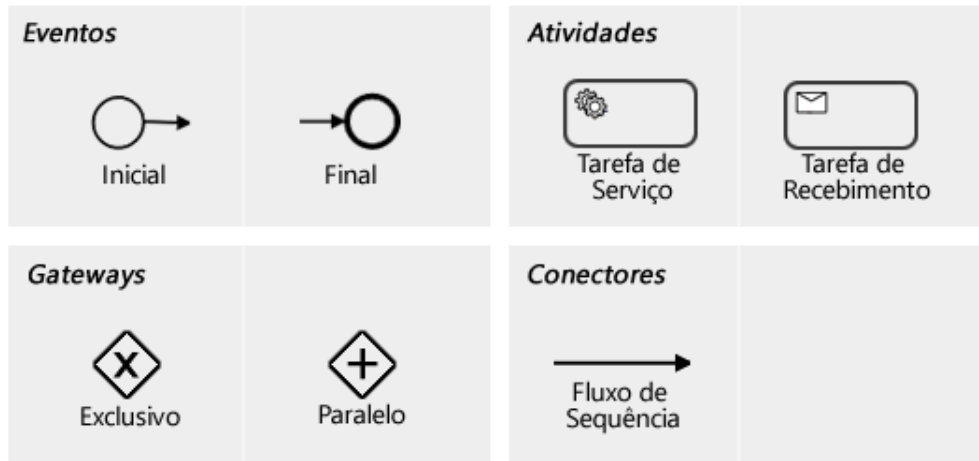 Eventos
Inicial
Final
Atividades
Tarefa de
Serviço
Tarefa de
Recebimento
Gateways
X
Exclusivo
Paralelo
Conectores
Fluxo de
Sequência